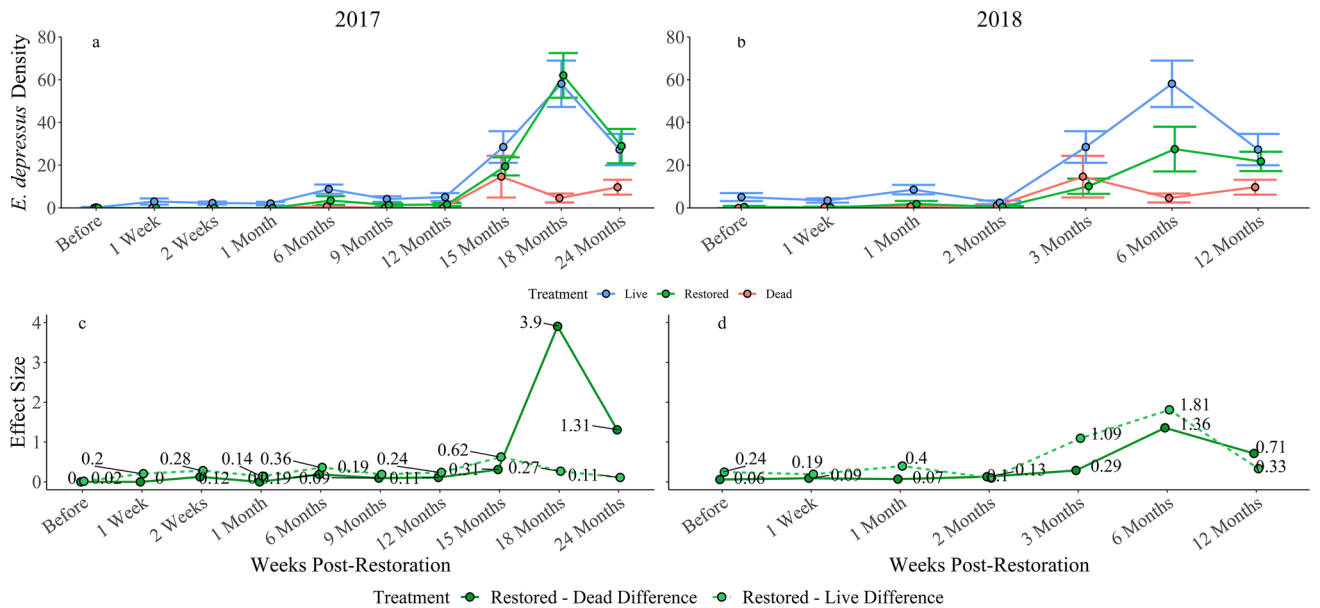 2017
2018
a
b
E. depressus Density
80
60
40
20
0
80
60
40
20
0
Before
1 Week
2 Weeks
1 Month
6 Months
9 Months
12 Months
15 Months
18 Months
24 Months
Before
1 Week
1 Month
2 Months
3 Months
6 Months
12 Months
Treatment Live Restored Dead
c
d
Effect Size
4
3
2
1
0
0
0.02
0.2
0
0.28
0.12
0.14
0
0.36
0.19
0.19
0.09
0.24
0.11
0.62
0.31
3.9
0.27
1.31
0.11
0.24
0.06
0.19
0.09
0.4
0.07
0.1
0.13
1.09
0.29
1.81
1.36
0.71
0.33
Before
1 Week
2 Weeks
1 Month
6 Months
9 Months
12 Months
15 Months
18 Months
24 Months
Before
1 Week
1 Month
2 Months
3 Months
6 Months
12 Months
Weeks Post-Restoration
Weeks Post-Restoration
Treatment Restored - Dead Difference Restored - Live Difference